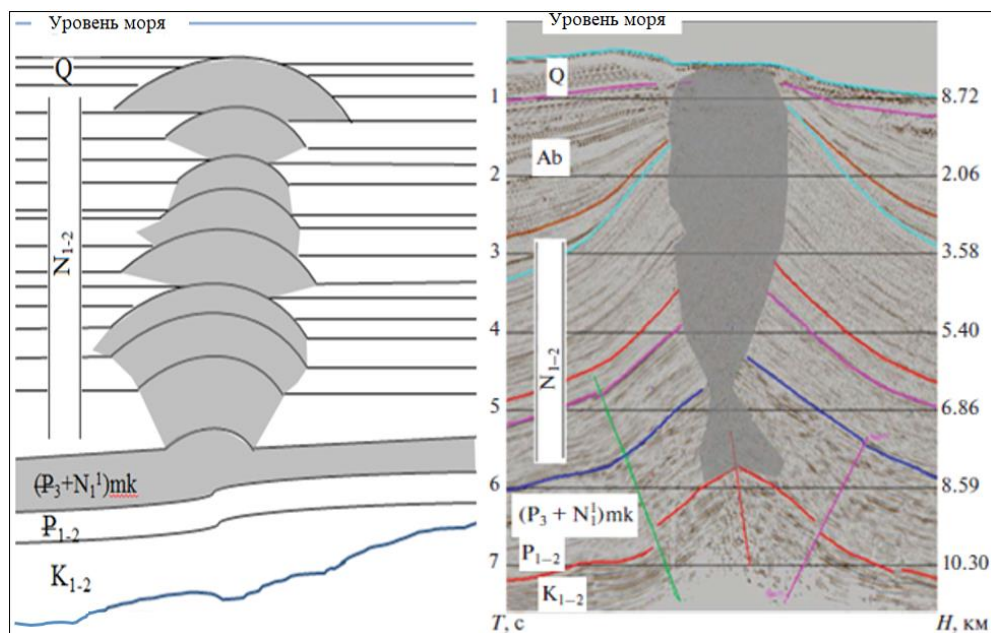 Уровень моря
Q
N₁₋₂
(₽₃+N₁¹)mk
₽₁₋₂
K₁₋₂
Уровень моря
Q
1 8.72
Ab
2 2.06
3 3.58
N₁₋₂
4 5.40
5 6.86
6 8.59
(P₃ + N₁¹)mk
P₁₋₂
7 10.30
K₁₋₂
T, с H, км